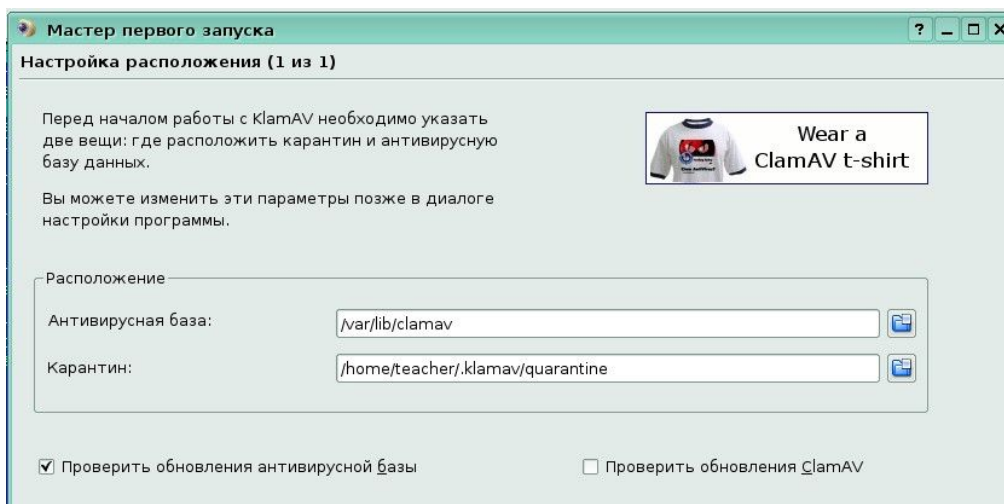 Мастер первого запуска
Настройка расположения (1 из 1)
Перед началом работы с KlamAV необходимо указать
две вещи: где расположить карантин и антивирусную
базу данных.
Wear a
ClamAV t-shirt
Вы можете изменить эти параметры позже в диалоге
настройки программы.
Расположение
Антивирусная база:
/var/lib/clamav
Карантин:
/home/teacher/.klamav/quarantine
Проверить обновления антивирусной базы
Проверить обновления ClamAV